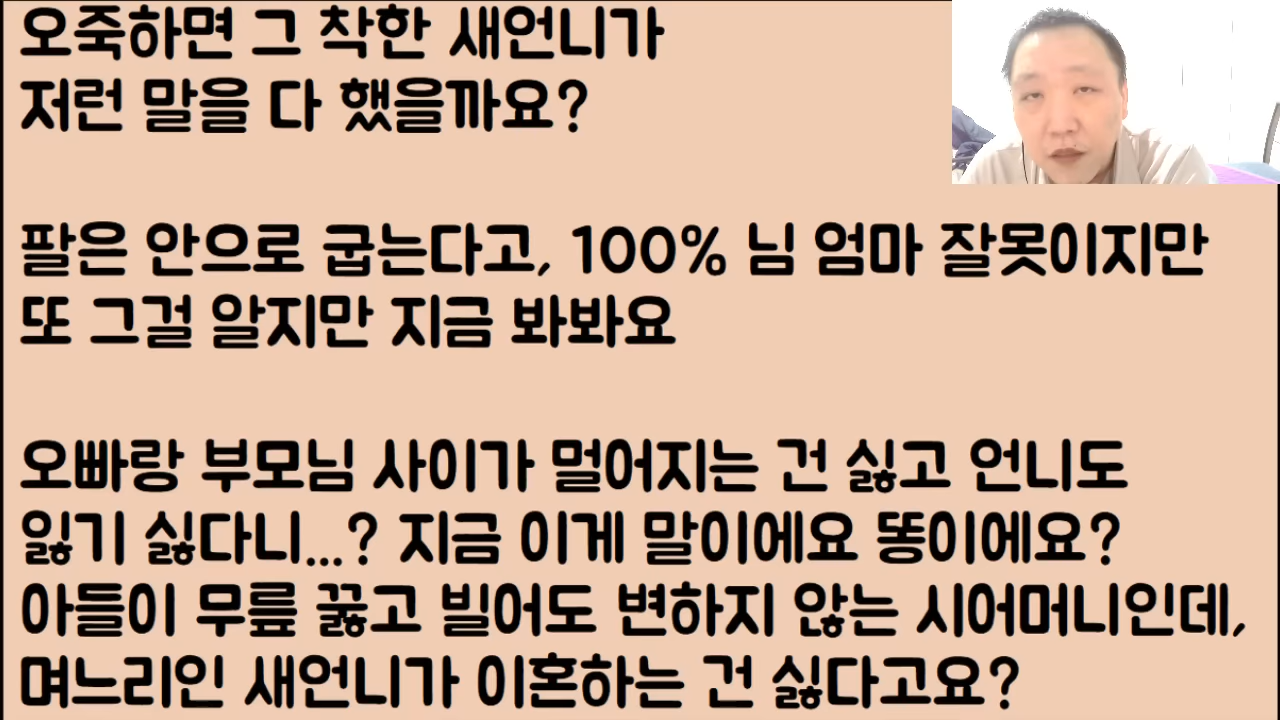 오죽하면 그 착한 새언니가
저런 말을 다 했을까요?
팔은 안으로 굽는다고, 100% 님 엄마 잘못이지만
또 그걸 알지만 지금 봐봐요
오빠랑 부모님 사이가 멀어지는 건 싫고 언니도
잃기 싫다니...? 지금 이게 말이에요 똥이에요?
아들이 무릎 꿇고 빌어도 변하지 않는 시어머니인데,
며느리인 새언니가 이혼하는 건 싫다고요?